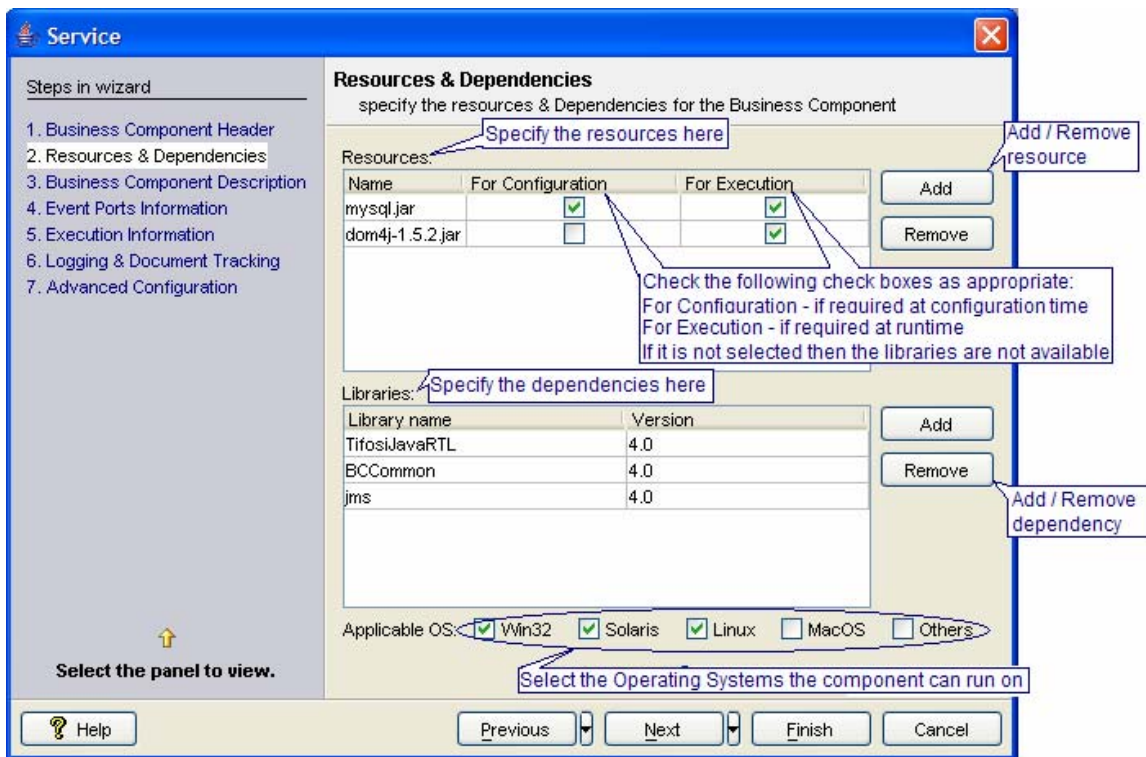 Service
Steps in wizard
1. Business Component Header
2. Resources & Dependencies
3. Business Component Description
4. Event Ports Information
5. Execution Information
6. Logging & Document Tracking
7. Advanced Configuration
Select the panel to view.
Resources & Dependencies
specify the resources & Dependencies for the Business Component
Specify the resources here
Add / Remove
resource
Resources:
Name For Configuration For Execution
mysql.jar
dom4j-1.5.2.jar
Add
Remove
Check the following check boxes as appropriate:
For Configuration - if required at configuration time
For Execution - if required at runtime
If it is not selected then the libraries are not available
Specify the dependencies here
Libraries:
Library name Version
TifosiJavaRTL 4.0
BCCommon 4.0
jms 4.0
Add
Remove
Add / Remove
dependency
Applicable OS: Win32 Solaris Linux MacOS Others
Select the Operating Systems the component can run on
Help
Previous Next Finish Cancel